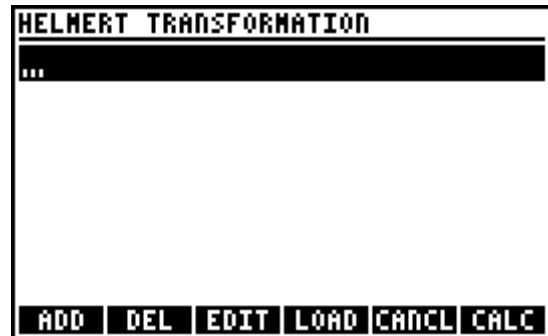 HELMERT TRANSFORMATION
...
ADD DEL EDIT LOAD CANCL CALC